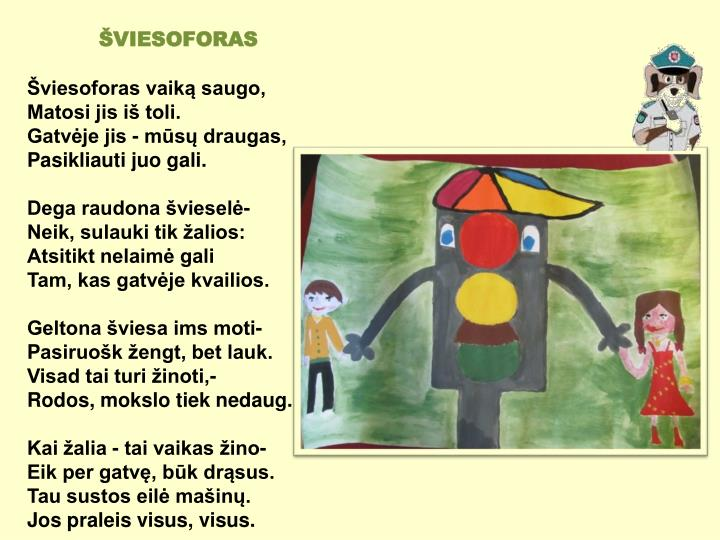 ŠVIESOFORAS
Šviesoforas vaiką saugo,
Matosi jis iš toli.
Gatvėje jis - mūsų draugas,
Pasikliauti juo gali.
Dega raudona švieselė-
Neik, sulauki tik žalios:
Atsitikt nelaimė gali
Tam, kas gatvėje kvailios.
Geltona šviesa ims moti-
Pasiruošk žengt, bet lauk.
Visad tai turi žinoti,-
Rodos, mokslo tiek nedaug.
Kai žalia - tai vaikas žino-
Eik per gatvę, būk drąsus.
Tau sustos eilė mašinų.
Jos praleis visus, visus.